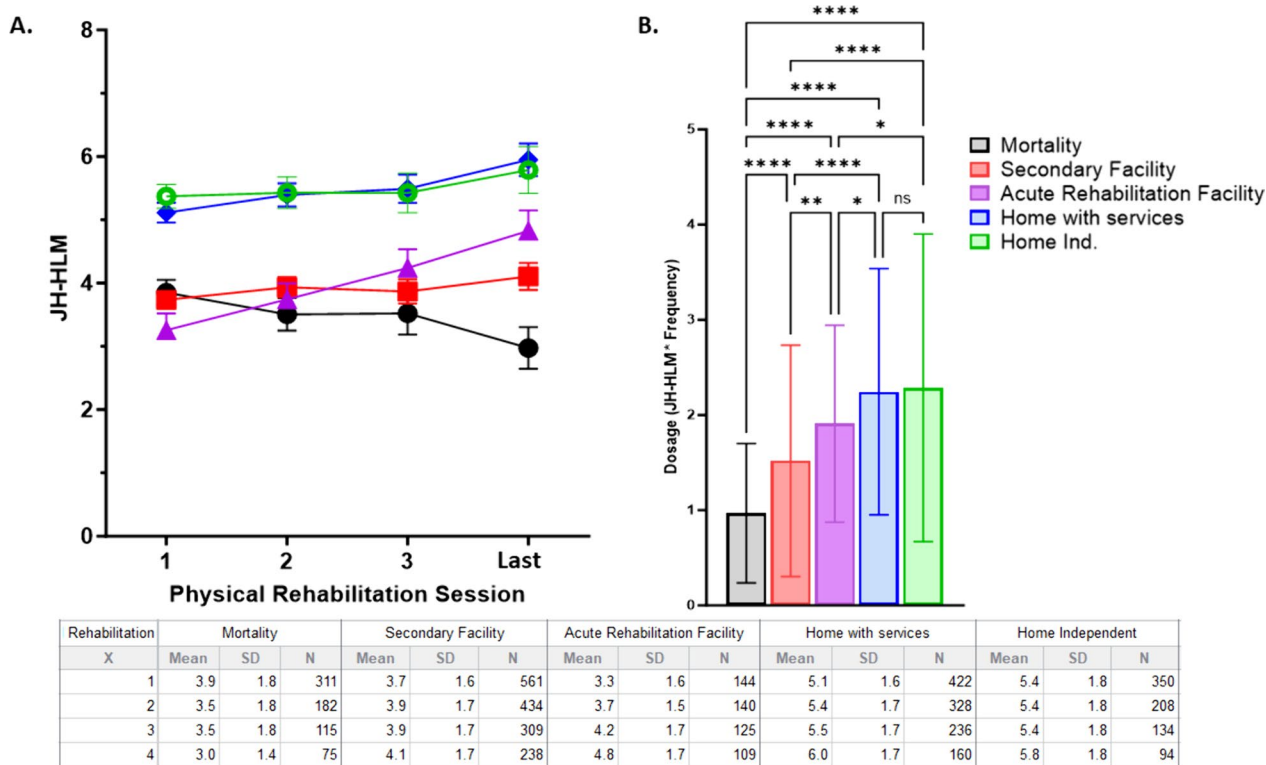 A.
8
6
4
2
0
JH-HLM
1 2 3 Last
Physical Rehabilitation Session
B.
****
****
****
**** *
**** ****
** * ns
5
4
3
2
1
0
Dosage (JH-HLM * Frequency)
Mortality
Secondary Facility
Acute Rehabilitation Facility
Home with services
Home Ind.
Rehabilitation Mortality Secondary Facility Acute Rehabilitation Facility Home with services Home Independent
X Mean SD N Mean SD N Mean SD N Mean SD N Mean SD N
1 3.9 1.8 311 3.7 1.6 561 3.3 1.6 144 5.1 1.6 422 5.4 1.8 350
2 3.5 1.8 182 3.9 1.7 434 3.7 1.5 140 5.4 1.7 328 5.4 1.8 208
3 3.5 1.8 115 3.9 1.7 309 4.2 1.7 125 5.5 1.7 236 5.4 1.8 134
4 3.0 1.4 75 4.1 1.7 238 4.8 1.7 109 6.0 1.7 160 5.8 1.8 94